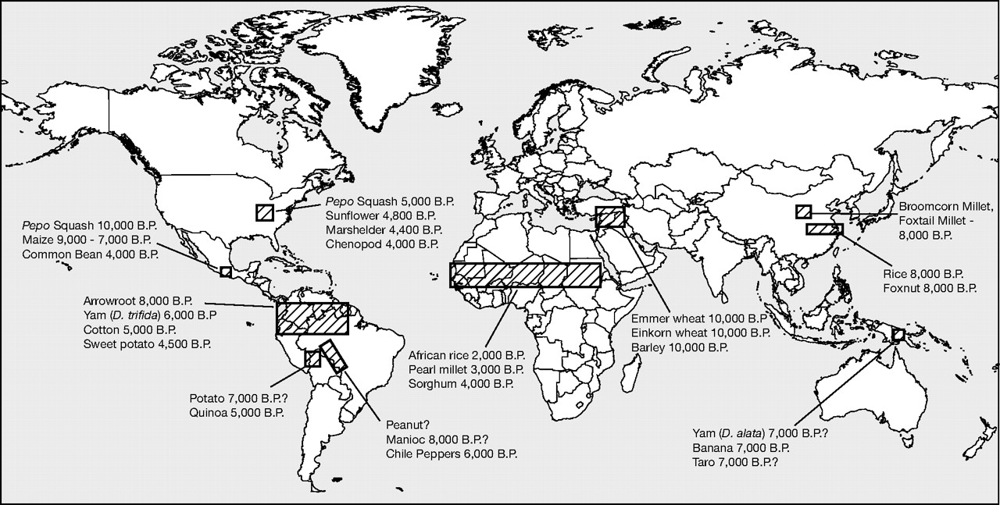 Pepo Squash 5,000 B.P.
Sunflower 4,800 B.P.
Marshelder 4,400 B.P.
Chenopod 4,000 B.P.
Pepo Squash 10,000 B.P.
Maize 9,000 - 7,000 B.P.
Common Bean 4,000 B.P.
Broomcorn Millet,
Foxtail Millet -
8,000 B.P.
Rice 8,000 B.P.
Foxnut 8,000 B.P.
Arrowroot 8,000 B.P.
Yam (D. trifida) 6,000 B.P
Cotton 5,000 B.P.
Sweet potato 4,500 B.P.
Emmer wheat 10,000 B.P
Einkorn wheat 10,000 B.P.
Barley 10,000 B.P.
African rice 2,000 B.P.
Pearl millet 3,000 B.P.
Sorghum 4,000 B.P.
Potato 7,000 B.P.?
Quinoa 5,000 B.P.
Peanut?
Manioc 8,000 B.P.?
Chile Peppers 6,000 B.P.
Yam (D. alata) 7,000 B.P.?
Banana 7,000 B.P.
Taro 7,000 B.P.?